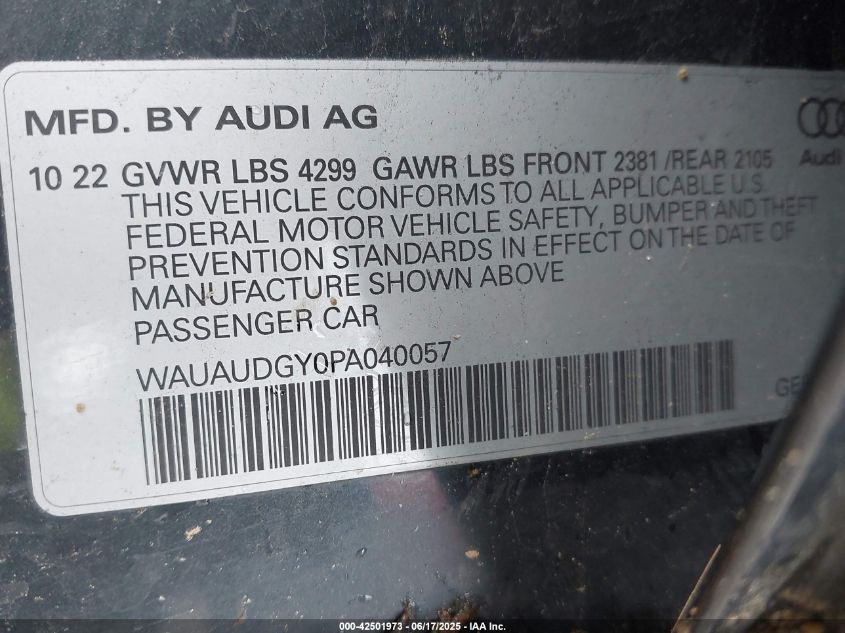 MFD. BY AUDI AG
Audi
10 22 GVWR LBS 4299 GAWR LBS FRONT 2381 /REAR 2105
THIS VEHICLE CONFORMS TO ALL APPLICABLE U.S.
FEDERAL MOTOR VEHICLE SAFETY, BUMPER AND THEFT
PREVENTION STANDARDS IN EFFECT ON THE DATE OF
MANUFACTURE SHOWN ABOVE
PASSENGER CAR
WAUAUDGY0PA040057
000-42501973 - 06/17/2025 - IAA Inc.